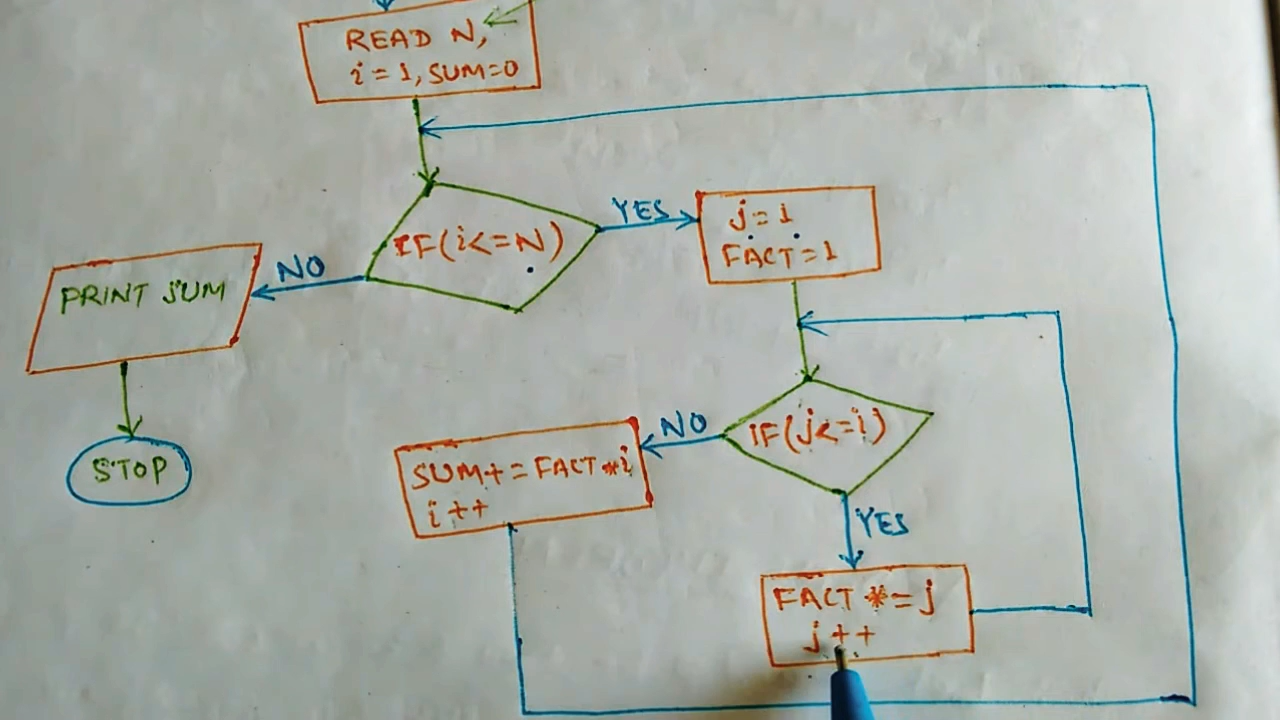 READ N,
i = 1, SUM=0
IF(i<=N)
YES
j = 1
FACT=1
NO
PRINT SUM
STOP
IF(j<=i)
NO
SUM+=FACT*i
i++
YES
FACT *= j
j++